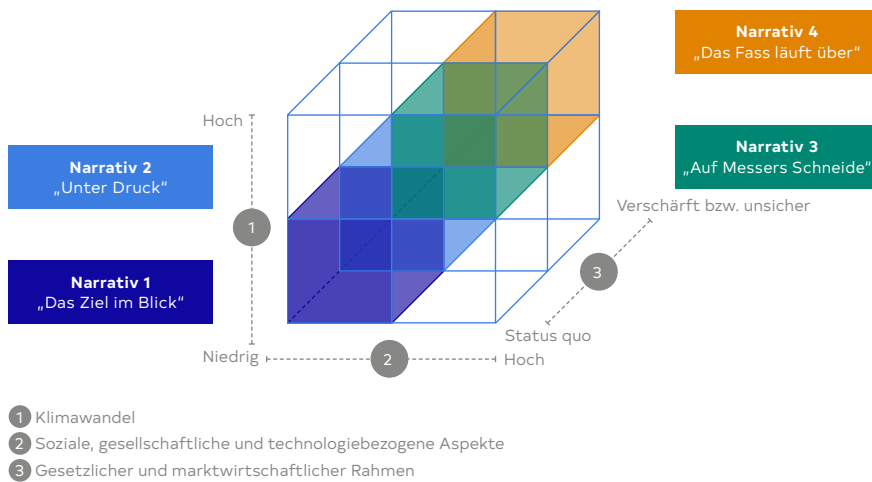 Narrativ 4
„Das Fass läuft über“
Hoch
Narrativ 2
„Unter Druck“
Narrativ 3
„Auf Messers Schneide“
Verschärft bzw. unsicher
1
3
Narrativ 1
„Das Ziel im Blick“
Status quo
Niedrig
2
Hoch
1 Klimawandel
2 Soziale, gesellschaftliche und technologiebezogene Aspekte
3 Gesetzlicher und marktwirtschaftlicher Rahmen